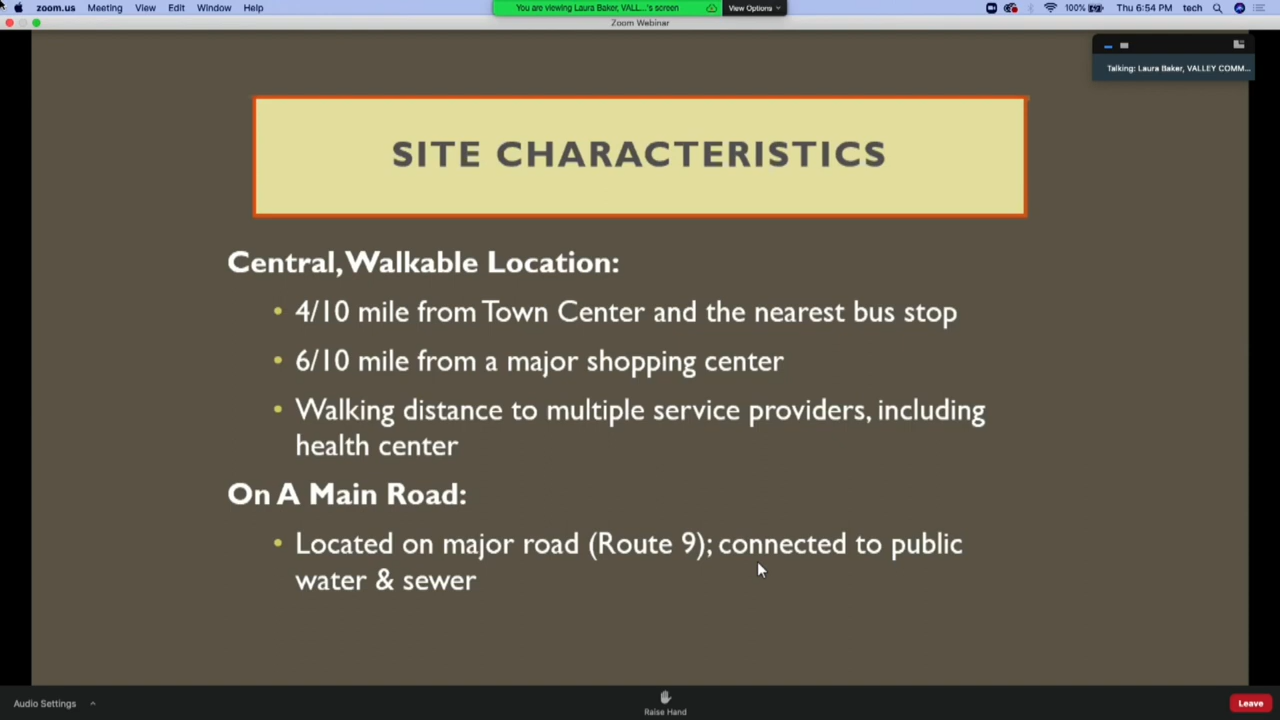 zoom.us Meeting View Edit Window Help
You are viewing Laura Baker, VALL...'s screen
View Options
100%
Thu 6:54 PM tech
Zoom Webinar
Talking: Laura Baker, VALLEY COMM...
SITE CHARACTERISTICS
Central, Walkable Location:
• 4/10 mile from Town Center and the nearest bus stop
• 6/10 mile from a major shopping center
• Walking distance to multiple service providers, including
health center
On A Main Road:
• Located on major road (Route 9); connected to public
water & sewer
Audio Settings
Raise Hand
Leave